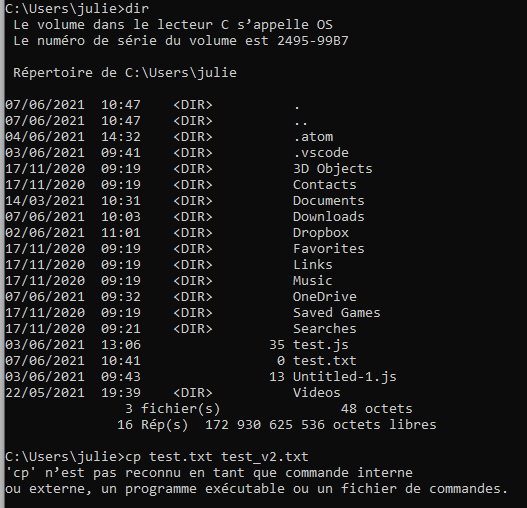 C:\Users\julie>dir
 Le volume dans le lecteur C s’appelle OS
 Le numéro de série du volume est 2495-99B7

 Répertoire de C:\Users\julie

07/06/2021  10:47    <DIR>          .
07/06/2021  10:47    <DIR>          ..
04/06/2021  14:32    <DIR>          .atom
03/06/2021  09:41    <DIR>          .vscode
17/11/2020  09:19    <DIR>          3D Objects
17/11/2020  09:19    <DIR>          Contacts
14/03/2021  10:31    <DIR>          Documents
07/06/2021  10:03    <DIR>          Downloads
02/06/2021  11:01    <DIR>          Dropbox
17/11/2020  09:19    <DIR>          Favorites
17/11/2020  09:19    <DIR>          Links
17/11/2020  09:19    <DIR>          Music
07/06/2021  09:32    <DIR>          OneDrive
17/11/2020  09:19    <DIR>          Saved Games
17/11/2020  09:21    <DIR>          Searches
03/06/2021  13:06                35 test.js
07/06/2021  10:41                 0 test.txt
03/06/2021  09:43                13 Untitled-1.js
22/05/2021  19:39    <DIR>          Videos
               3 fichier(s)               48 octets
              16 Rép(s)  172 930 625 536 octets libres

C:\Users\julie>cp test.txt test_v2.txt
'cp' n’est pas reconnu en tant que commande interne
ou externe, un programme exécutable ou un fichier de commandes.